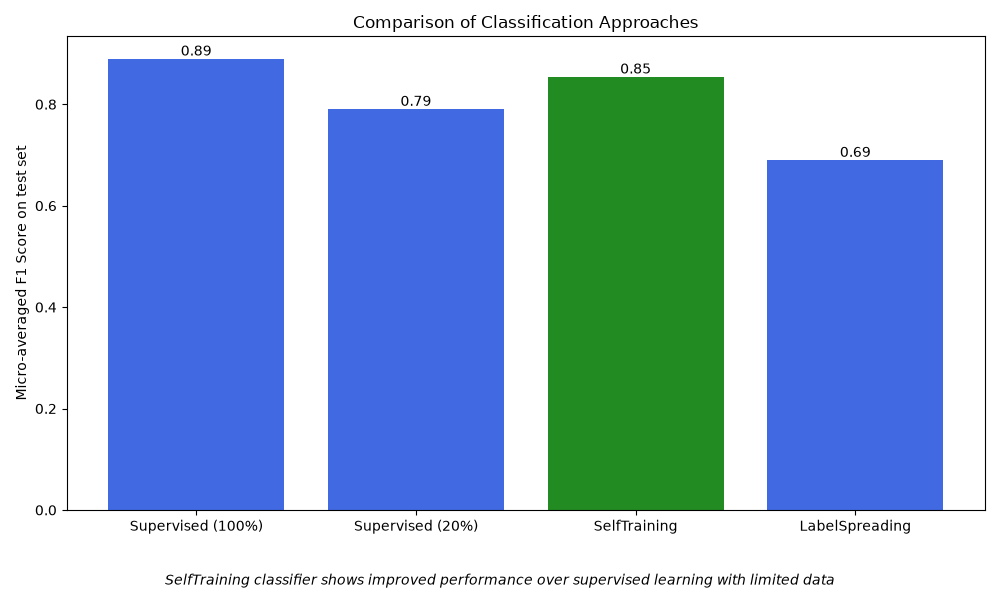 Comparison of Classification Approaches
0.89
0.79
0.85
0.69
Micro-averaged F1 Score on test set
0.8
0.6
0.4
0.2
0.0
Supervised (100%)
Supervised (20%)
SelfTraining
LabelSpreading
SelfTraining classifier shows improved performance over supervised learning with limited data